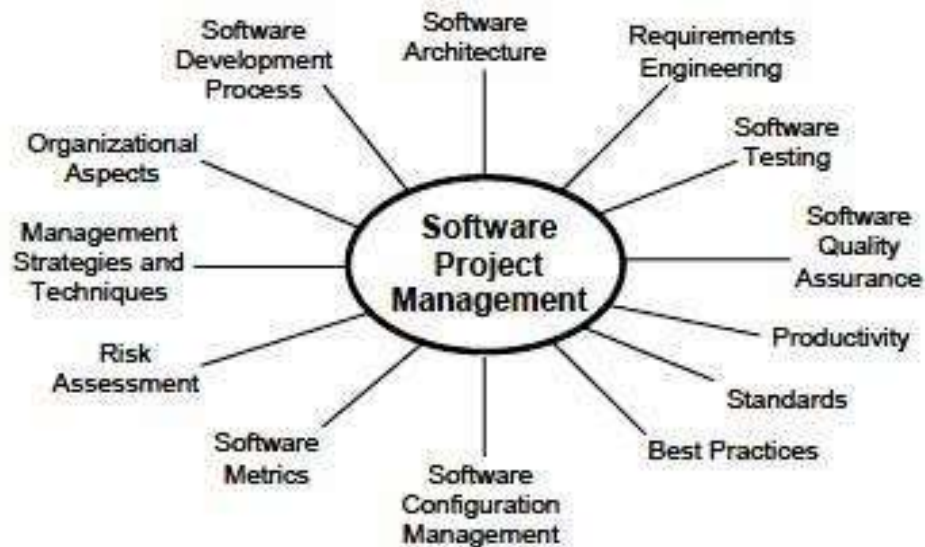 Software
Development
Process
Software
Architecture
Requirements
Engineering
Software
Testing
Software
Quality
Assurance
Productivity
Standards
Best Practices
Software
Configuration
Management
Software
Metrics
Risk
Assessment
Management
Strategies and
Techniques
Organizational
Aspects
Software
Project
Management